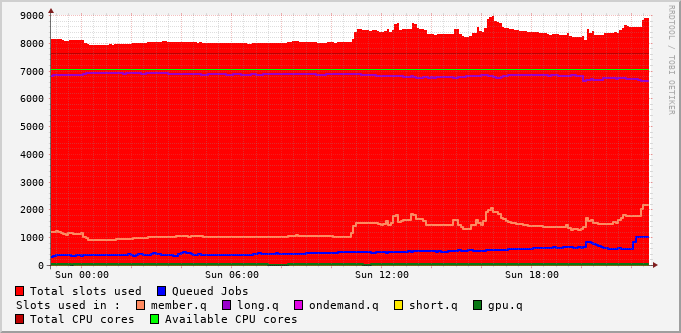 RRDTOOL / TOBI OETIKER
9000
8000
7000
6000
5000
4000
3000
2000
1000
0
Sun 00:00 Sun 06:00 Sun 12:00 Sun 18:00
Total slots used Queued Jobs
Slots used in : member.q long.q ondemand.q short.q gpu.q
Total CPU cores Available CPU cores